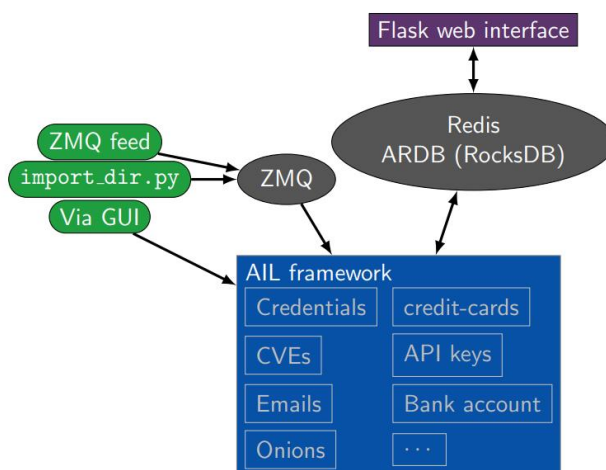 Flask web interface
Redis
ARDB (RocksDB)
ZMQ feed
import_dir.py
Via GUI
ZMQ
AIL framework
Credentials
credit-cards
CVEs
API keys
Emails
Bank account
Onions
...